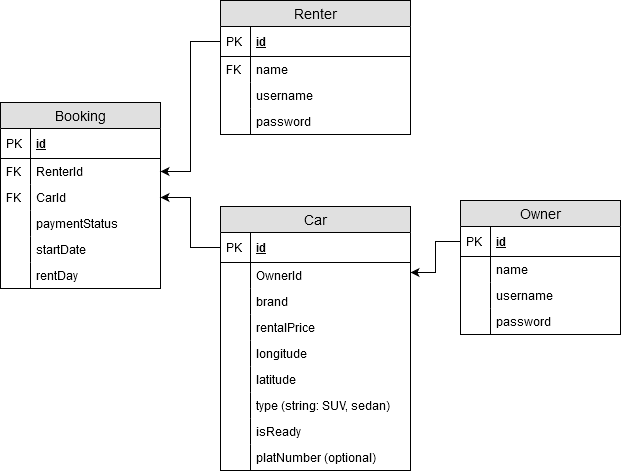 Renter
PK id
FK name
username
password
Booking
PK id
FK RenterId
FK CarId
paymentStatus
startDate
rentDay
Car
PK id
OwnerId
brand
rentalPrice
longitude
latitude
type (string: SUV, sedan)
isReady
platNumber (optional)
Owner
PK id
name
username
password